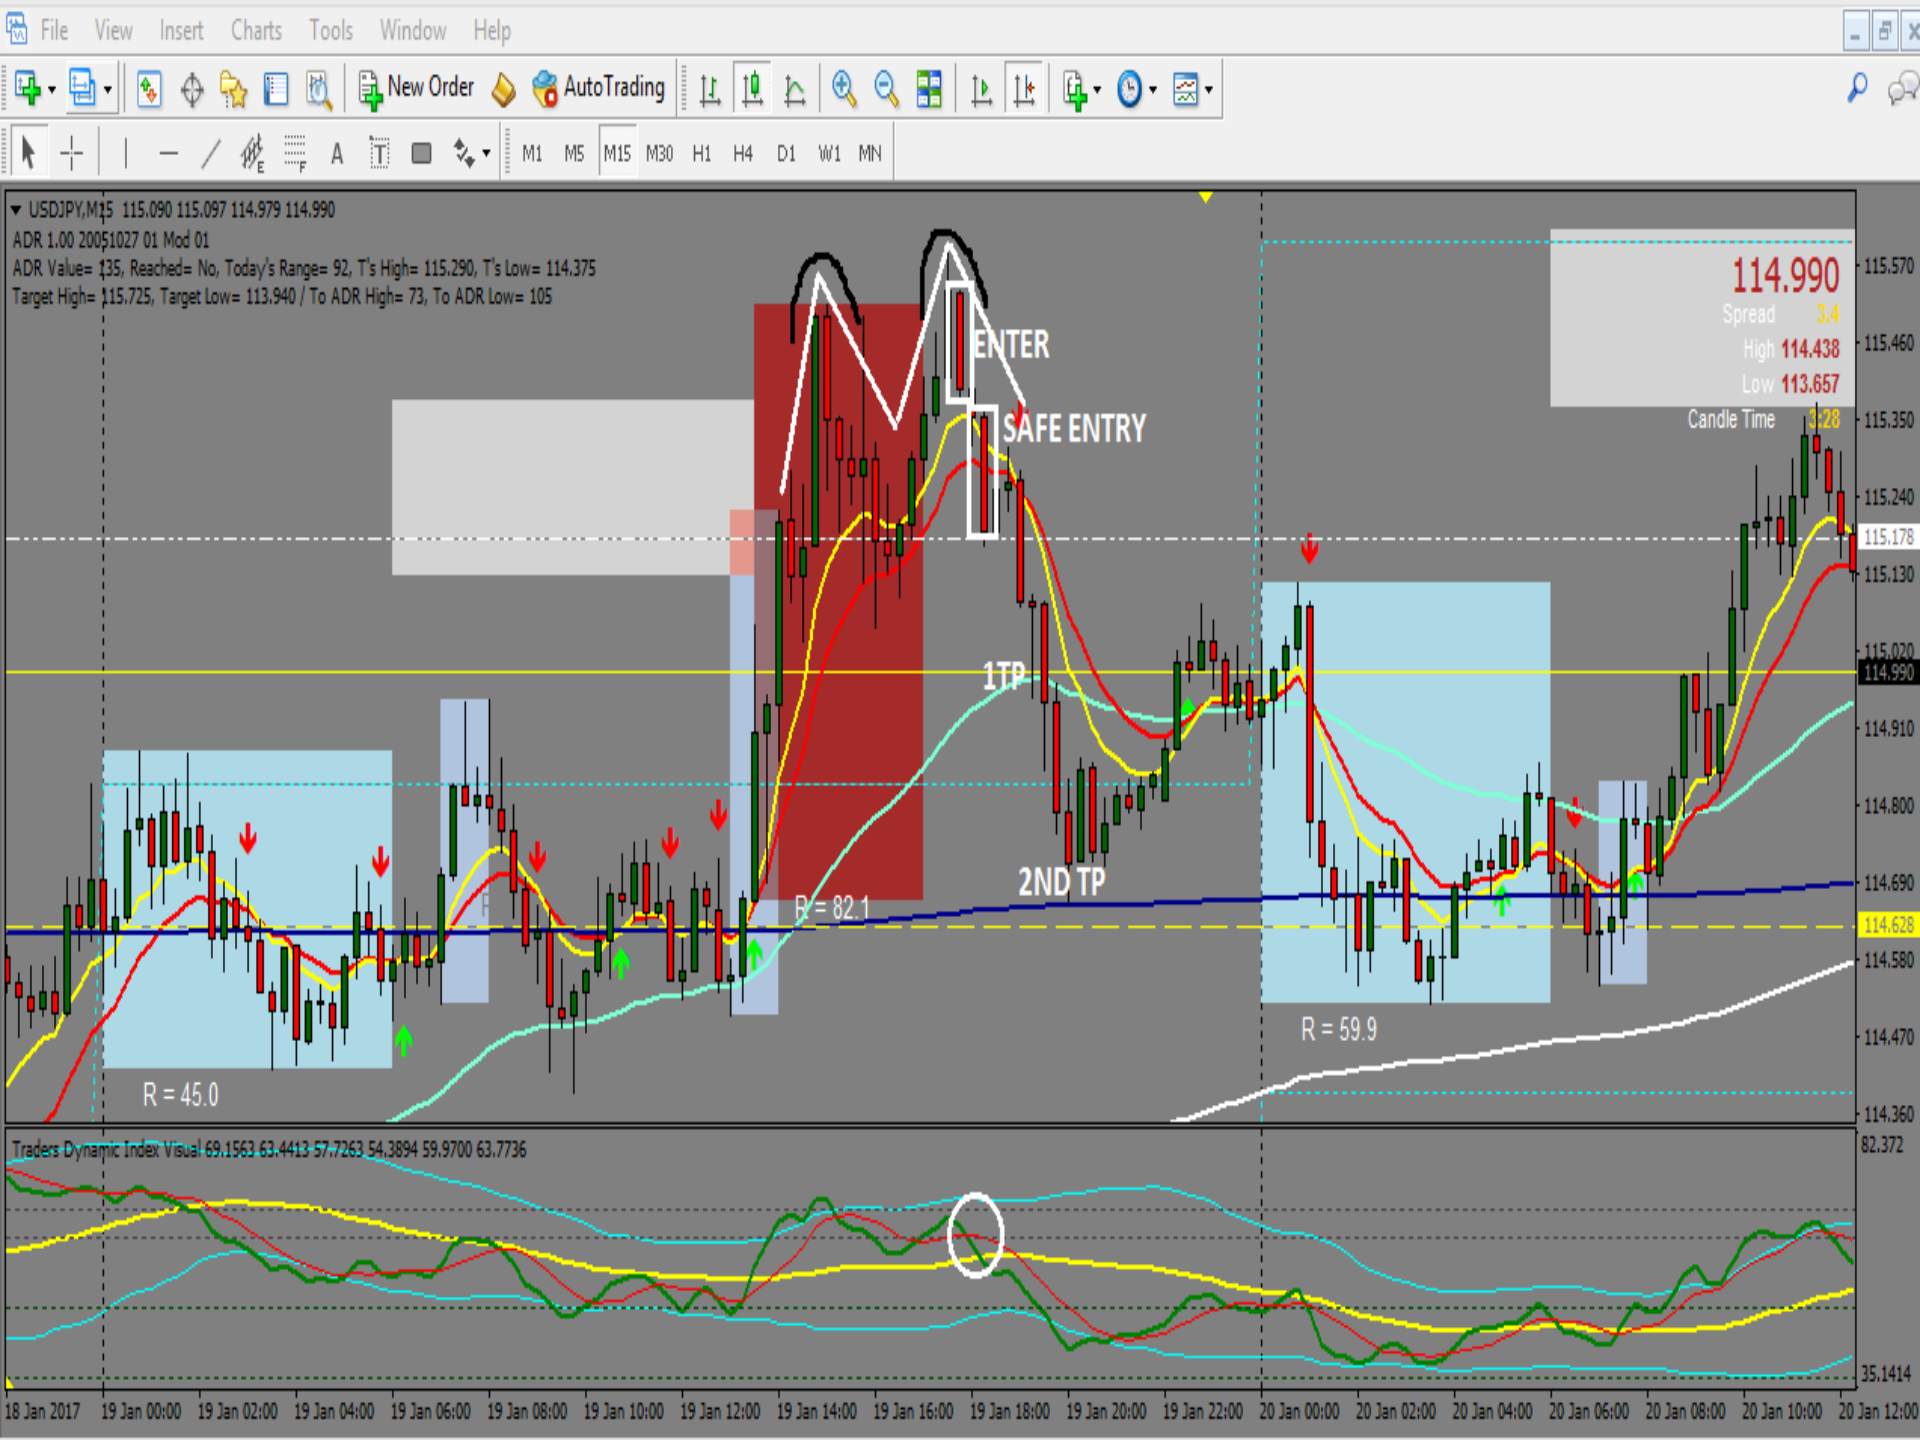 File View Insert Charts Tools Window Help
New Order AutoTrading
M1 M5 M15 M30 H1 H4 D1 W1 MN
USDJPY,M15 115.090 115.097 114.979 114.990
ADR 1.00 20051027 01 Mod 01
ADR Value= 135, Reached= No, Today's Range= 92, T's High= 115.290, T's Low= 114.375
Target High= 115.725, Target Low= 113.940 / To ADR High= 73, To ADR Low= 105
114.990
Spread 3.4
High 114.438
Low 113.657
Candle Time 3:28
ENTER
SAFE ENTRY
1TP
2ND TP
R = 82.1
R = 59.9
R = 45.0
115.570
115.460
115.350
115.240
115.178
115.130
115.020
114.990
114.910
114.800
114.690
114.628
114.580
114.470
114.360
Traders Dynamic Index Visual 69.1563 63.4413 57.7263 54.3894 59.9700 63.7736
82.372
35.1414
18 Jan 2017 19 Jan 00:00 19 Jan 02:00 19 Jan 04:00 19 Jan 06:00 19 Jan 08:00 19 Jan 10:00 19 Jan 12:00 19 Jan 14:00 19 Jan 16:00 19 Jan 18:00 19 Jan 20:00 19 Jan 22:00 20 Jan 00:00 20 Jan 02:00 20 Jan 04:00 20 Jan 06:00 20 Jan 08:00 20 Jan 10:00 20 Jan 12:00